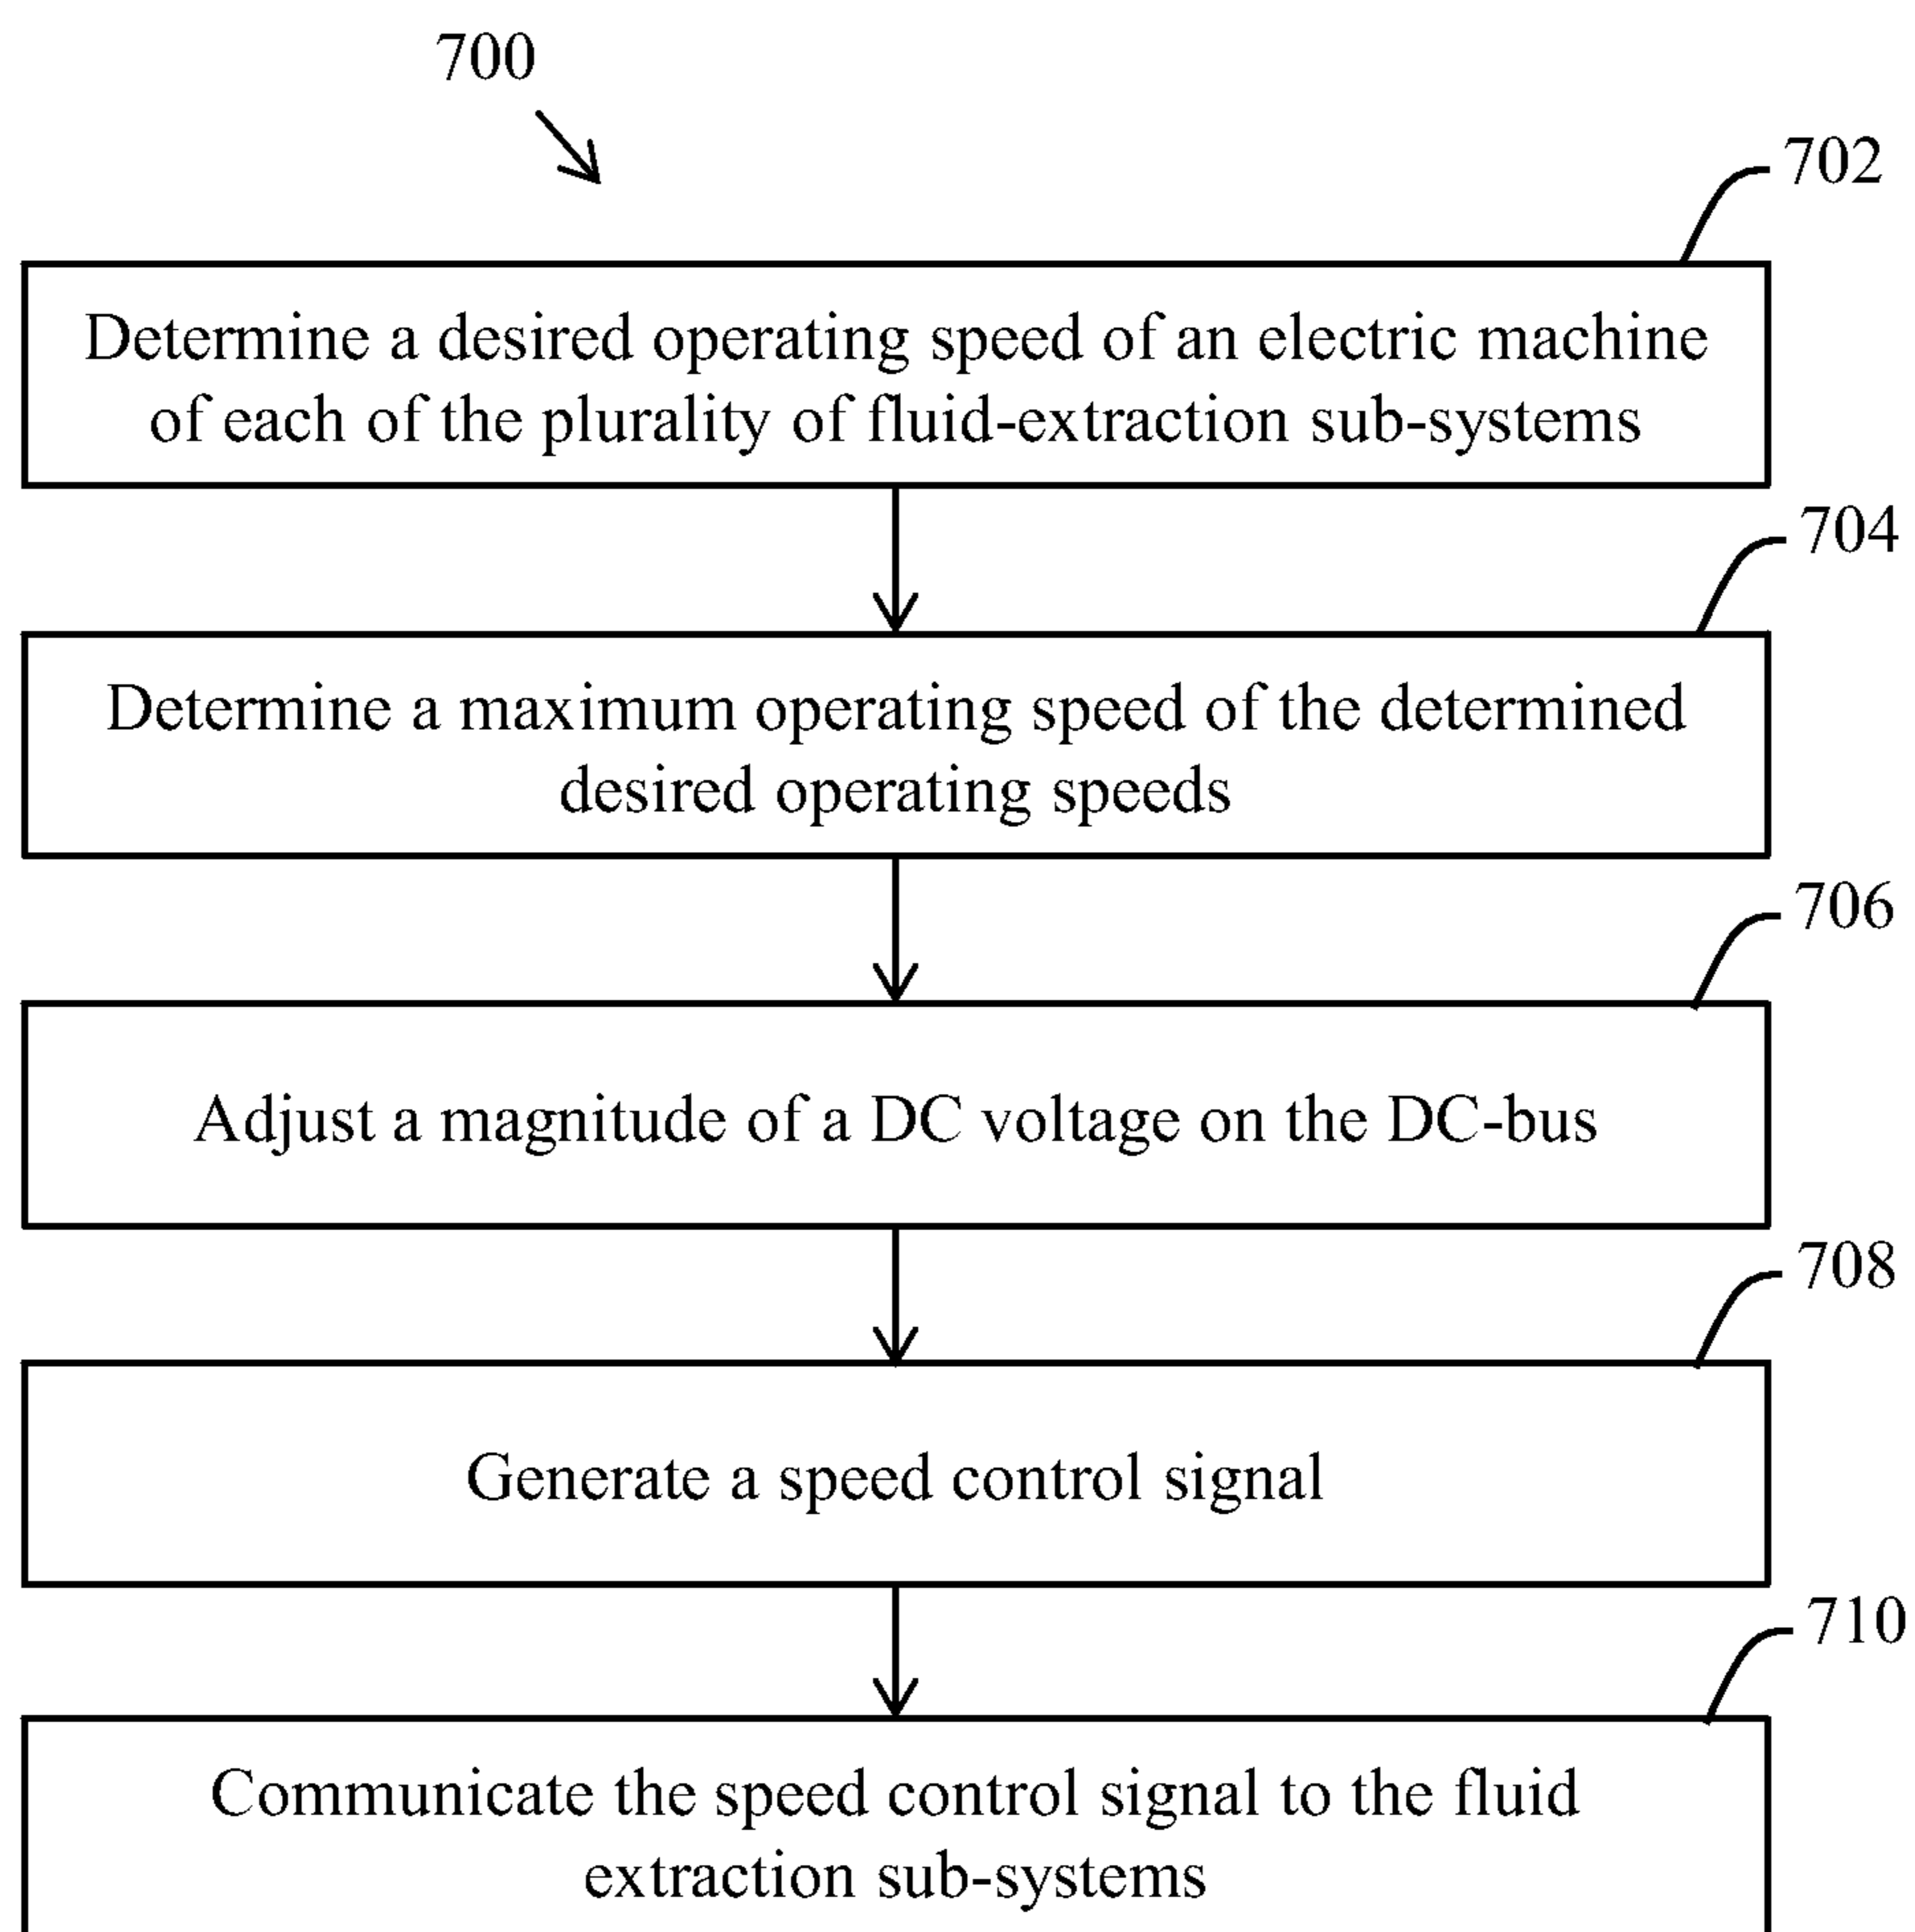 700
702
Determine a desired operating speed of an electric machine
of each of the plurality of fluid-extraction sub-systems
704
Determine a maximum operating speed of the determined
desired operating speeds
706
Adjust a magnitude of a DC voltage on the DC-bus
708
Generate a speed control signal
710
Communicate the speed control signal to the fluid
extraction sub-systems